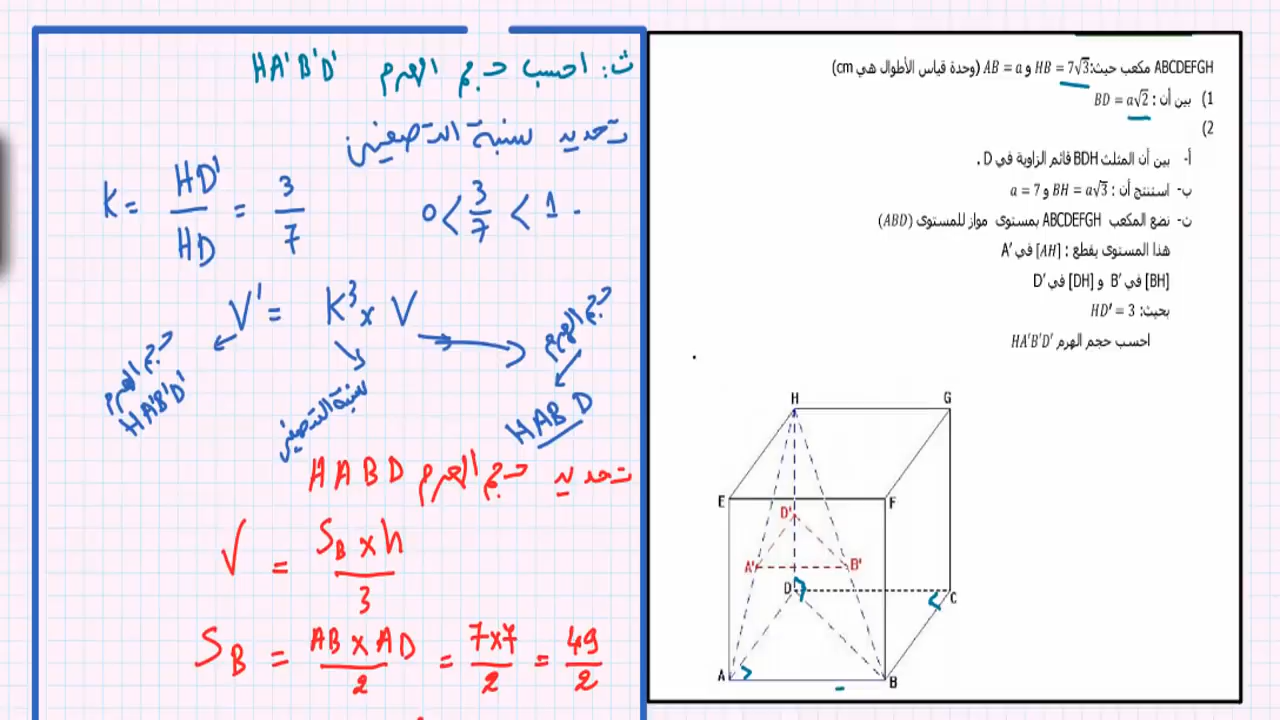 ABCDEFGH مكعب حيث: HB = 7√3 و AB = a (وحدة قياس الأطوال هي cm)
1) بين أن : BD = a√2
2)
أ- بين أن المثلث BDH قائم الزاوية في D .
ب- استنتج أن : BH = a√3 و a = 7
ت- نضع المكعب ABCDEFGH بمستوى مواز للمستوى (ABD)
هذا المستوى يقطع : [AH] في A'
[BH] في B' و [DH] في D'
بحيث: HD' = 3
احسب حجم الهرم HA'B'D'
H G
E F
D'
A' B'
D C
A B
ث: احسب حجم الهرم HA'B'D'
تحديد نسبة التصغير
K = HD'/HD = 3/7 0 < 3/7 < 1 .
V' = K³ x V
حجم الهرم HA'B'D'
نسبة التصغير
حجم الهرم HABD
تحديد حجم الهرم HABD
V = (S_B x h)/3
S_B = (AB x AD)/2 = (7x7)/2 = 49/2